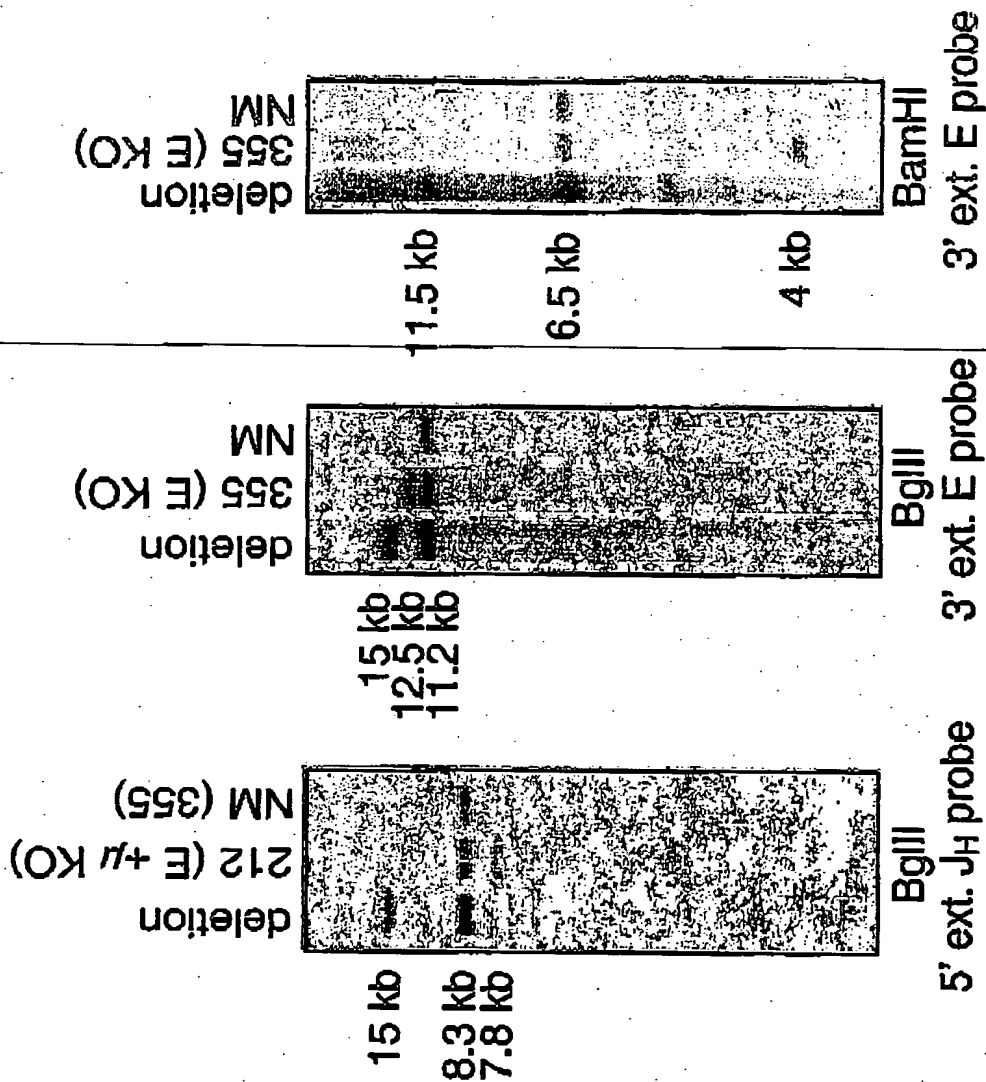 NM
355 (E KO)
deletion
11.5 kb
6.5 kb
4 kb
BamHI
3' ext. E probe
NM
355 (E KO)
deletion
15 kb
12.5 kb
11.2 kb
BglII
3' ext. E probe
NM (355)
212 (E +μ KO)
deletion
15 kb
8.3 kb
7.8 kb
BglII
5' ext. JH probe